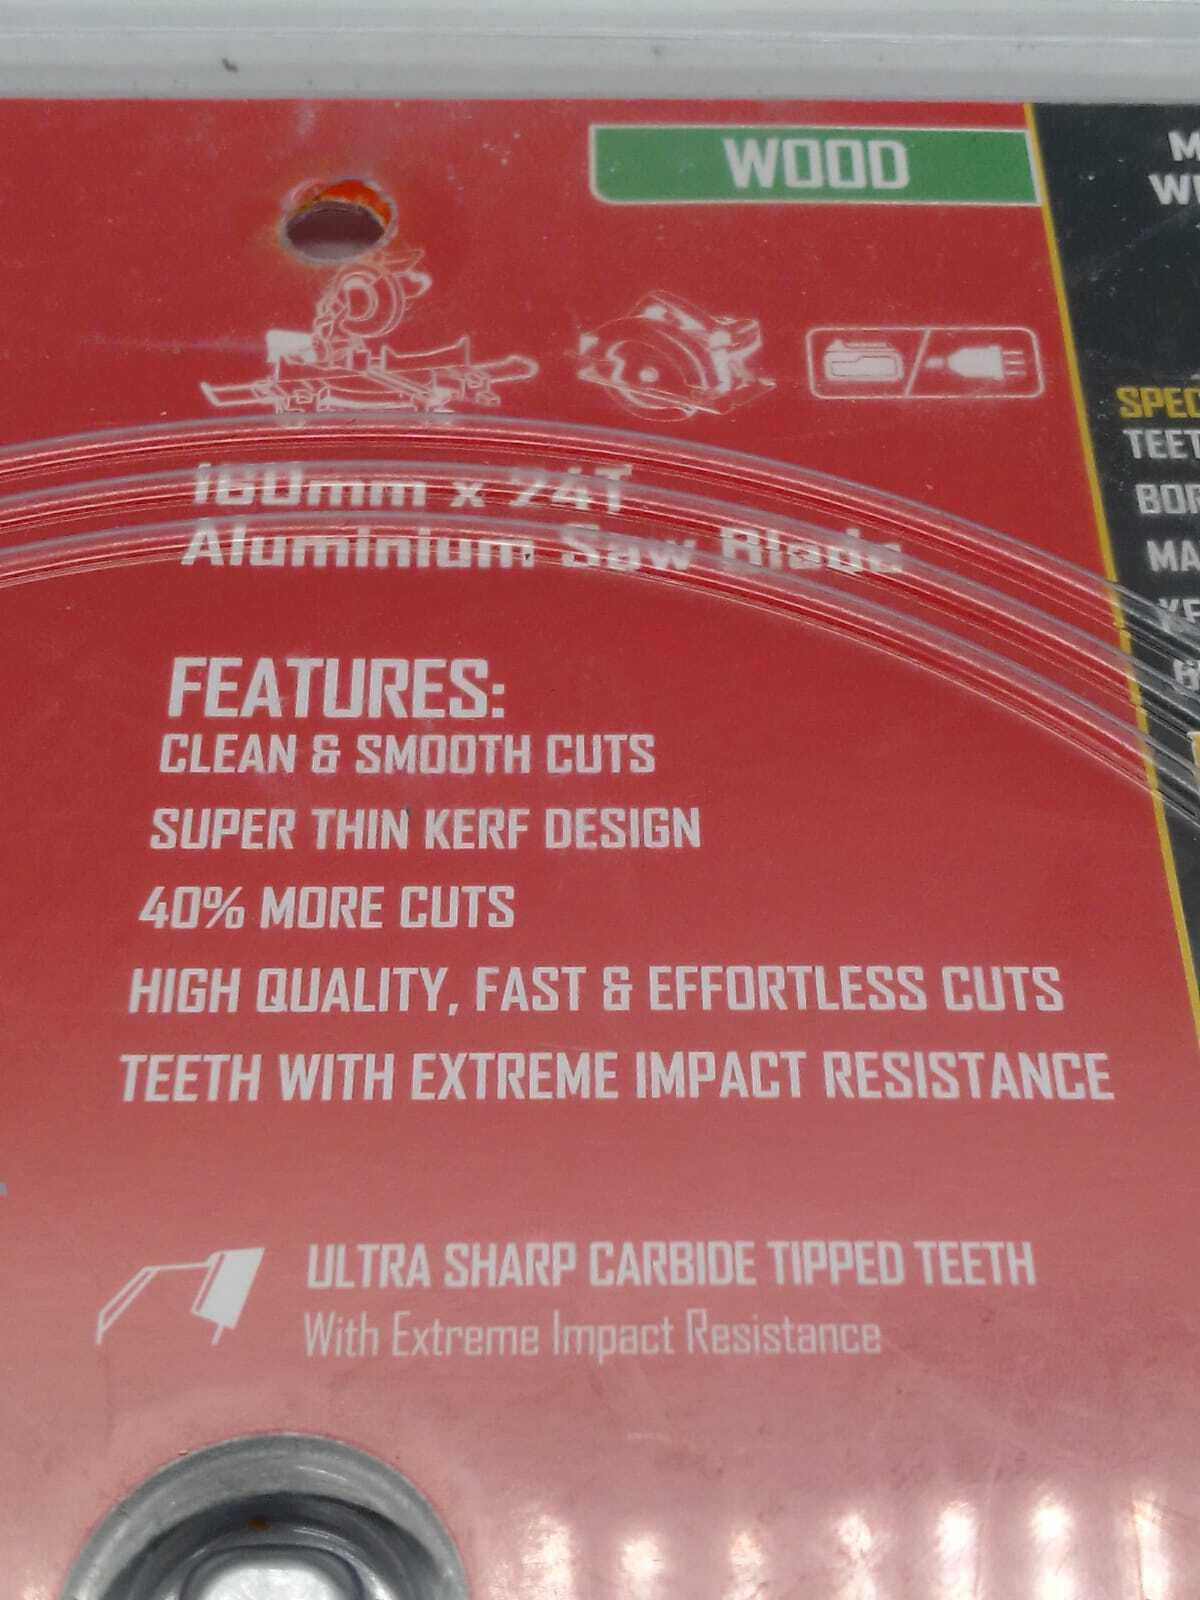 WOOD
160mm x 24T
Aluminium Saw Blade
FEATURES:
CLEAN & SMOOTH CUTS
SUPER THIN KERF DESIGN
40% MORE CUTS
HIGH QUALITY, FAST & EFFORTLESS CUTS
TEETH WITH EXTREME IMPACT RESISTANCE
ULTRA SHARP CARBIDE TIPPED TEETH
With Extreme Impact Resistance